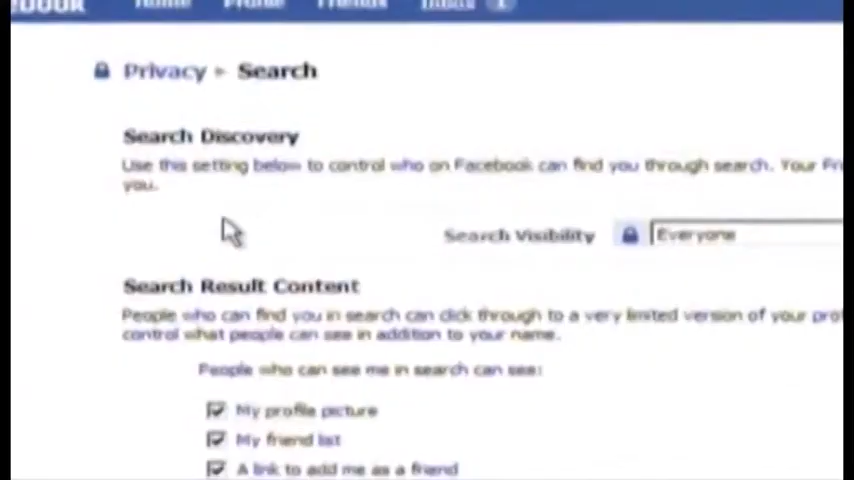 Home Profile Friends Inbox 1
Privacy ► Search
Search Discovery
Use this setting below to control who on Facebook can find you through search. Your
you.
Search Visibility Everyone
Search Result Content
People who can find you in search can click through to a very limited version of your
control what people can see in addition to your name.
People who can see me in search can see:
My profile picture
My friend list
A link to add me as a friend